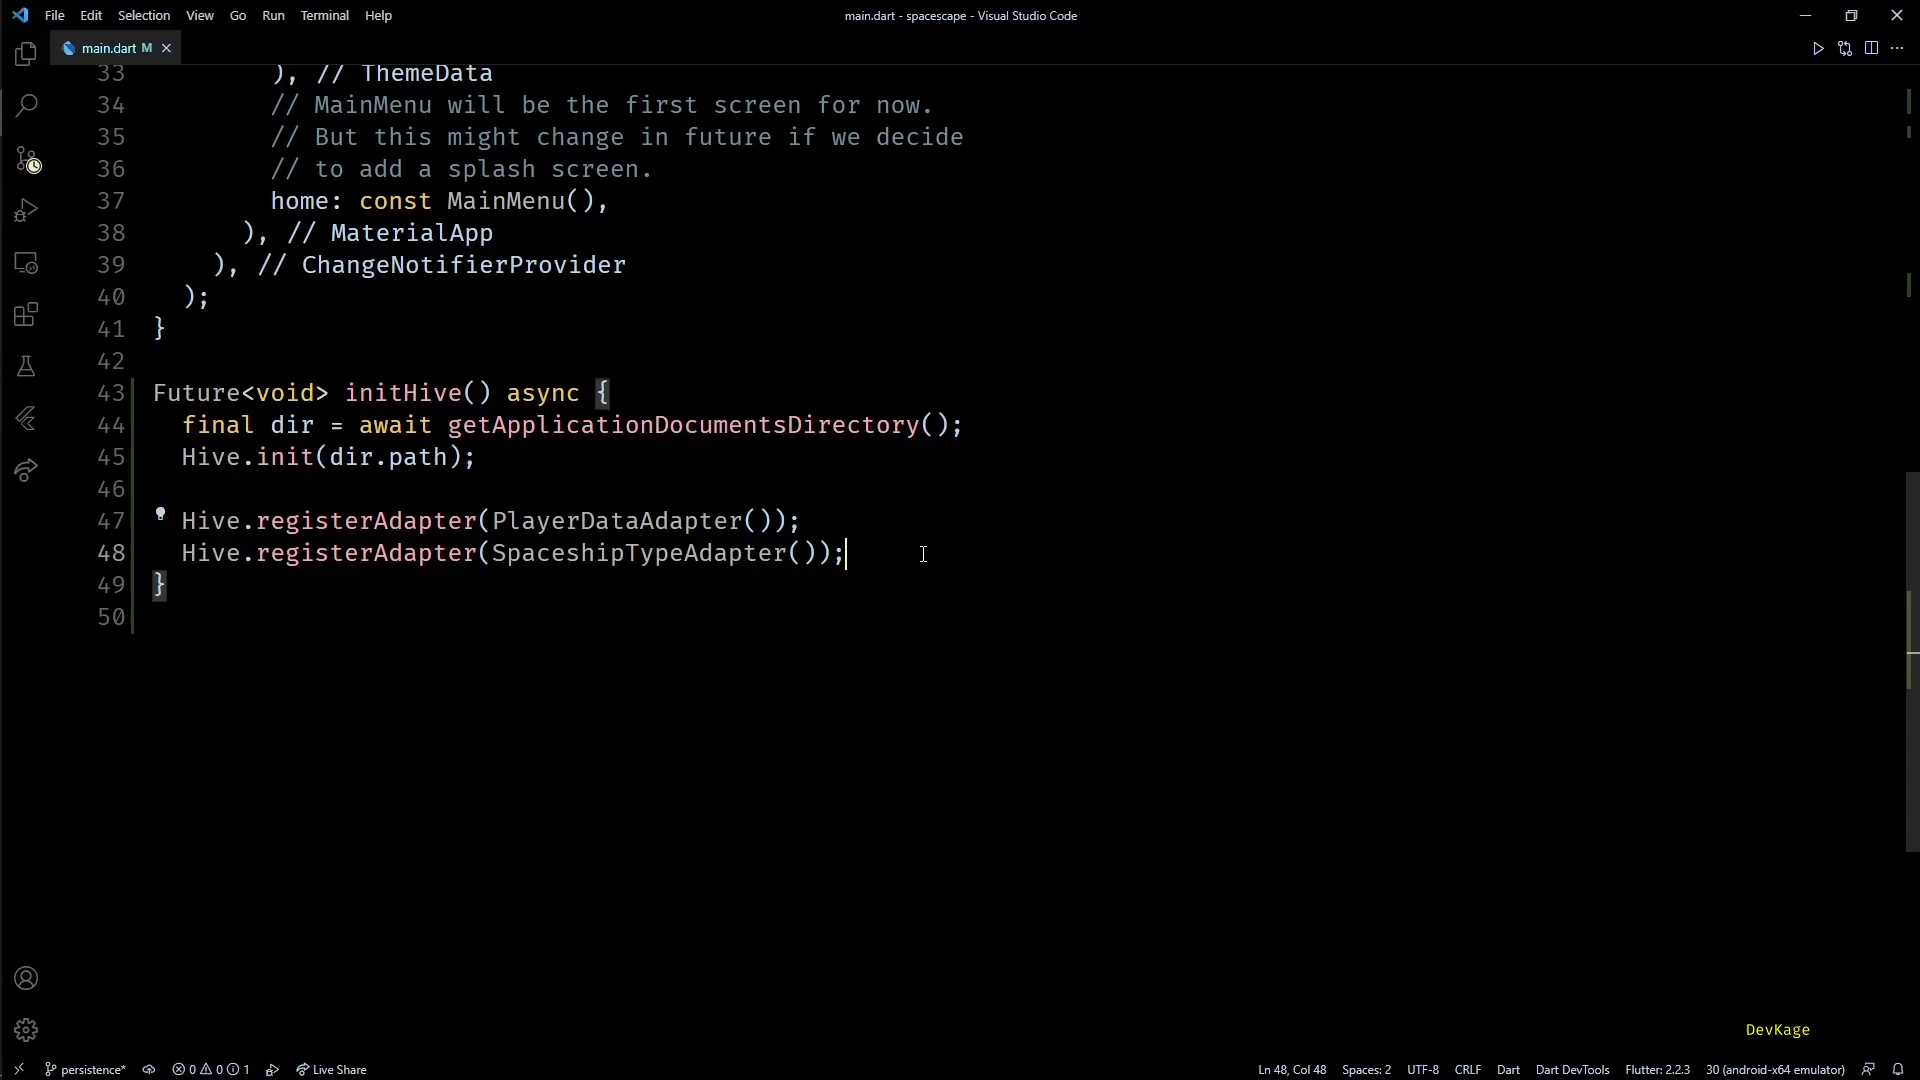 File Edit Selection View Go Run Terminal Help
main.dart - spacescape - Visual Studio Code
main.dart M
33 ), // ThemeData
34 // MainMenu will be the first screen for now.
35 // But this might change in future if we decide
36 // to add a splash screen.
37 home: const MainMenu(),
38 ), // MaterialApp
39 ), // ChangeNotifierProvider
40 );
41 }
42
43 Future<void> initHive() async {
44 final dir = await getApplicationDocumentsDirectory();
45 Hive.init(dir.path);
46
47 Hive.registerAdapter(PlayerDataAdapter());
48 Hive.registerAdapter(SpaceshipTypeAdapter());
49 }
50
DevKage
persistence* 0 0 1 Live Share Ln 48, Col 48 Spaces: 2 UTF-8 CRLF Dart Dart DevTools Flutter: 2.2.3 30 (android-x64 emulator)